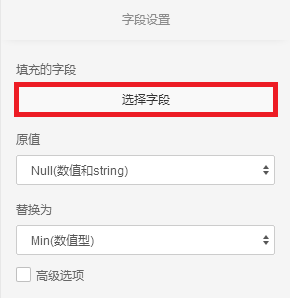 字段设置
填充的字段
选择字段
原值
Null(数值和string)
替换为
Min(数值型)
高级选项